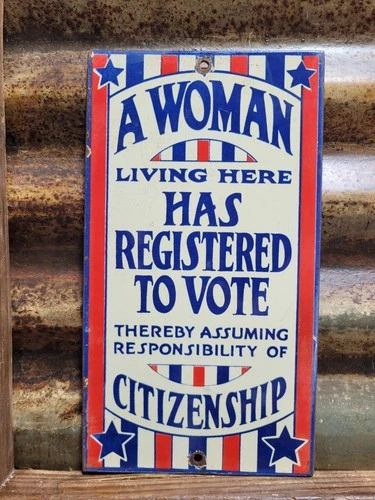 A WOMAN
LIVING HERE
HAS
REGISTERED
TO VOTE
THEREBY ASSUMING
RESPONSIBILITY OF
CITIZENSHIP